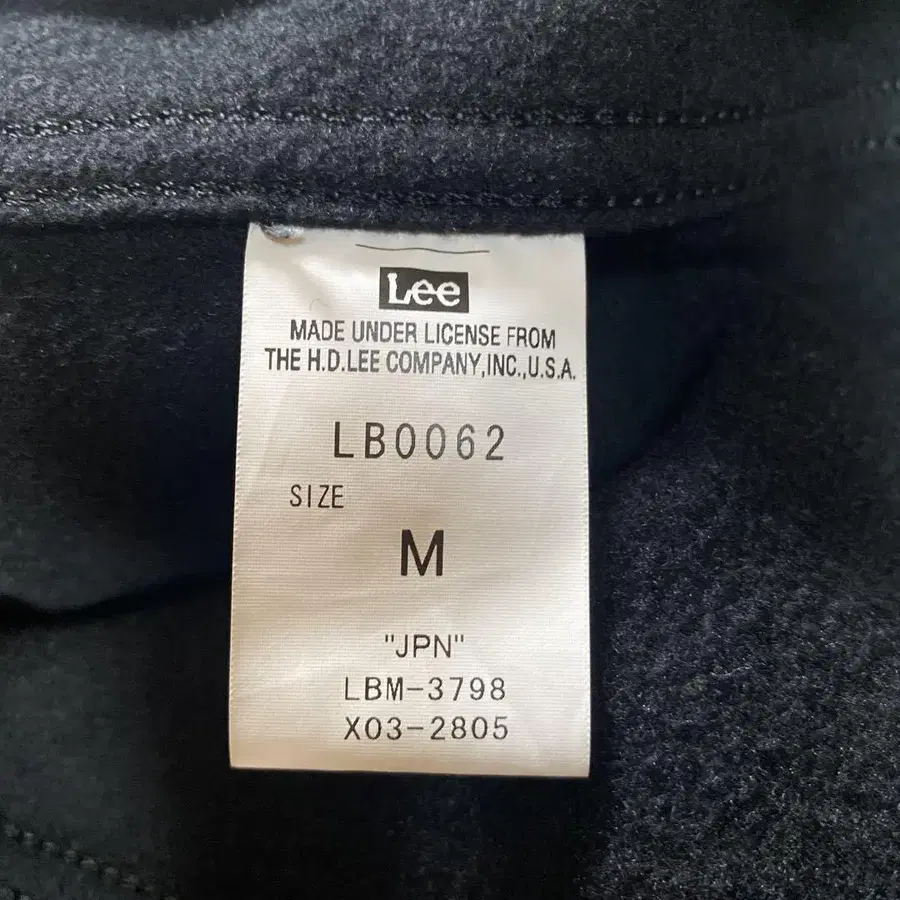 Lee
MADE UNDER LICENSE FROM
THE H.D.LEE COMPANY,INC.,U.S.A.
LB0062
SIZE
M
"JPN"
LBM-3798
X03-2805